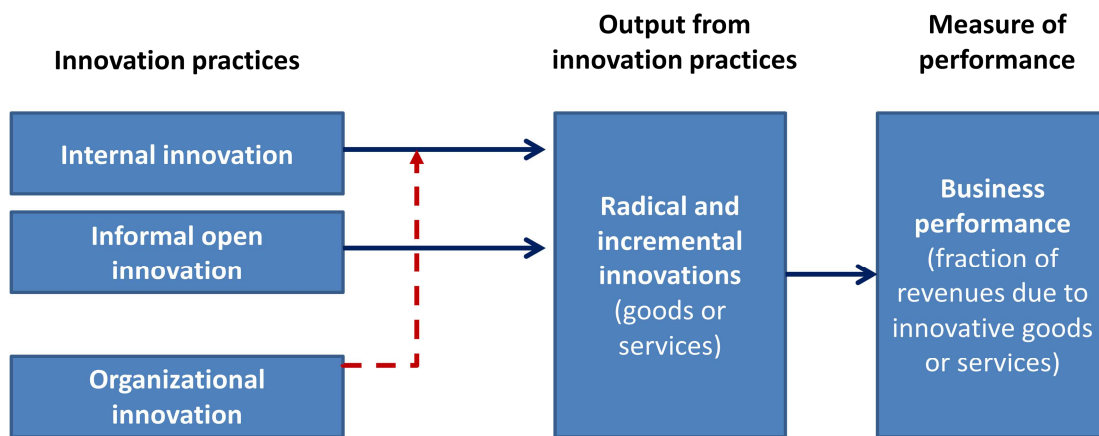 Innovation practices
Output from
innovation practices
Measure of
performance
Internal innovation
Informal open
innovation
Organizational
innovation
Radical and
incremental
innovations
(goods or
services)
Business
performance
(fraction of
revenues due to
innovative goods
or services)